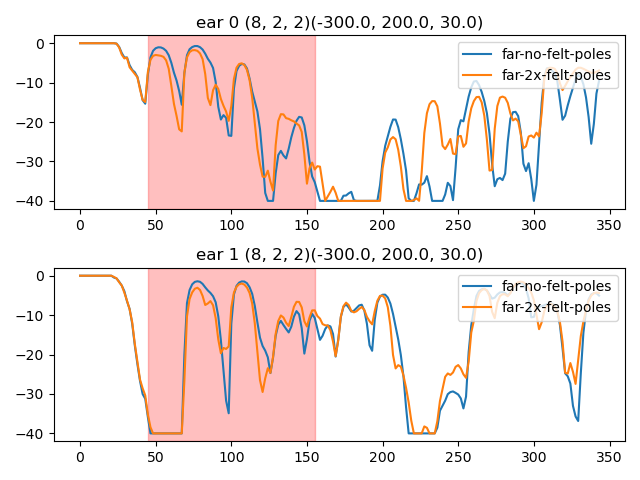 ear 0 (8, 2, 2)(-300.0, 200.0, 30.0)
0
−10
−20
−30
−40
far-no-felt-poles
far-2x-felt-poles
0 50 100 150 200 250 300 350
ear 1 (8, 2, 2)(-300.0, 200.0, 30.0)
0
−10
−20
−30
−40
far-no-felt-poles
far-2x-felt-poles
0 50 100 150 200 250 300 350